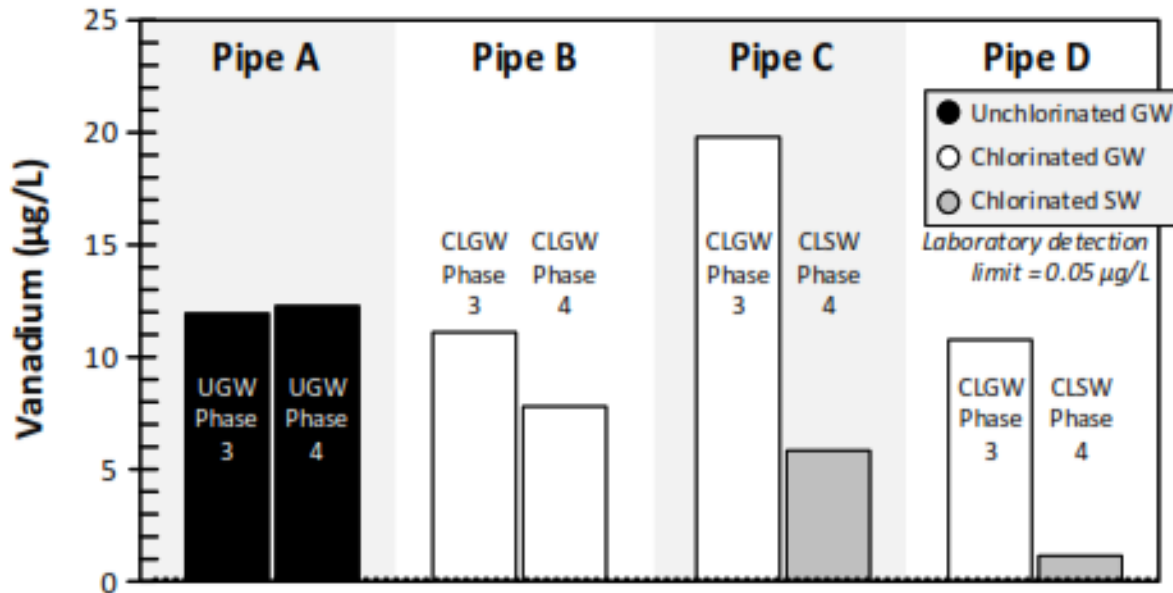 25
20
15
10
5
0
Vanadium (µg/L)
Pipe A
Pipe B
Pipe C
Pipe D
Unchlorinated GW
Chlorinated GW
Chlorinated SW
Laboratory detection
limit = 0.05 µg/L
UGW
Phase
3
UGW
Phase
4
CLGW
Phase
3
CLGW
Phase
4
CLGW
Phase
3
CLSW
Phase
4
CLGW
Phase
3
CLSW
Phase
4